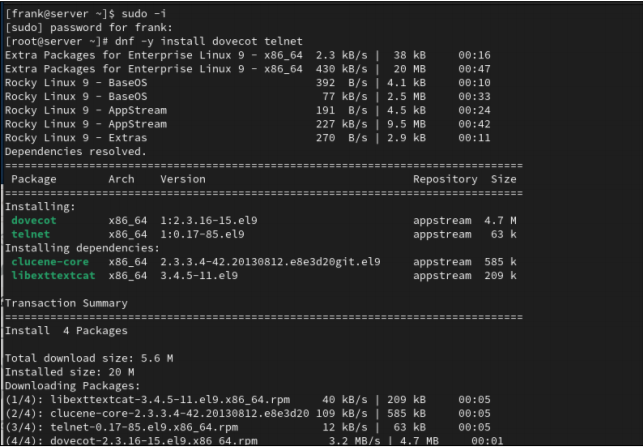 [frank@server ~]$ sudo -i
[sudo] password for frank:
[root@server ~]# dnf -y install dovecot telnet
Extra Packages for Enterprise Linux 9 - x86_64  2.3 kB/s |  38 kB     00:16
Extra Packages for Enterprise Linux 9 - x86_64  430 kB/s |  20 MB     00:47
Rocky Linux 9 - BaseOS                          392  B/s | 4.1 kB     00:10
Rocky Linux 9 - BaseOS                           77 kB/s | 2.5 MB     00:33
Rocky Linux 9 - AppStream                       191  B/s | 4.5 kB     00:24
Rocky Linux 9 - AppStream                       227 kB/s | 9.5 MB     00:42
Rocky Linux 9 - Extras                          270  B/s | 2.9 kB     00:11
Dependencies resolved.
================================================================================
 Package        Arch    Version                                Repository  Size
================================================================================
Installing:
 dovecot        x86_64  1:2.3.16-15.el9                        appstream  4.7 M
 telnet         x86_64  1:0.17-85.el9                          appstream   63 k
Installing dependencies:
 clucene-core   x86_64  2.3.3.4-42.20130812.e8e3d20git.el9     appstream  585 k
 libexttextcat  x86_64  3.4.5-11.el9                           appstream  209 k

Transaction Summary
================================================================================
Install  4 Packages

Total download size: 5.6 M
Installed size: 20 M
Downloading Packages:
(1/4): libexttextcat-3.4.5-11.el9.x86_64.rpm     40 kB/s | 209 kB     00:05
(2/4): clucene-core-2.3.3.4-42.20130812.e8e3d20 109 kB/s | 585 kB     00:05
(3/4): telnet-0.17-85.el9.x86_64.rpm             12 kB/s |  63 kB     00:05
(4/4): dovecot-2.3.16-15.el9.x86_64.rpm         3.2 MB/s | 4.7 MB     00:01